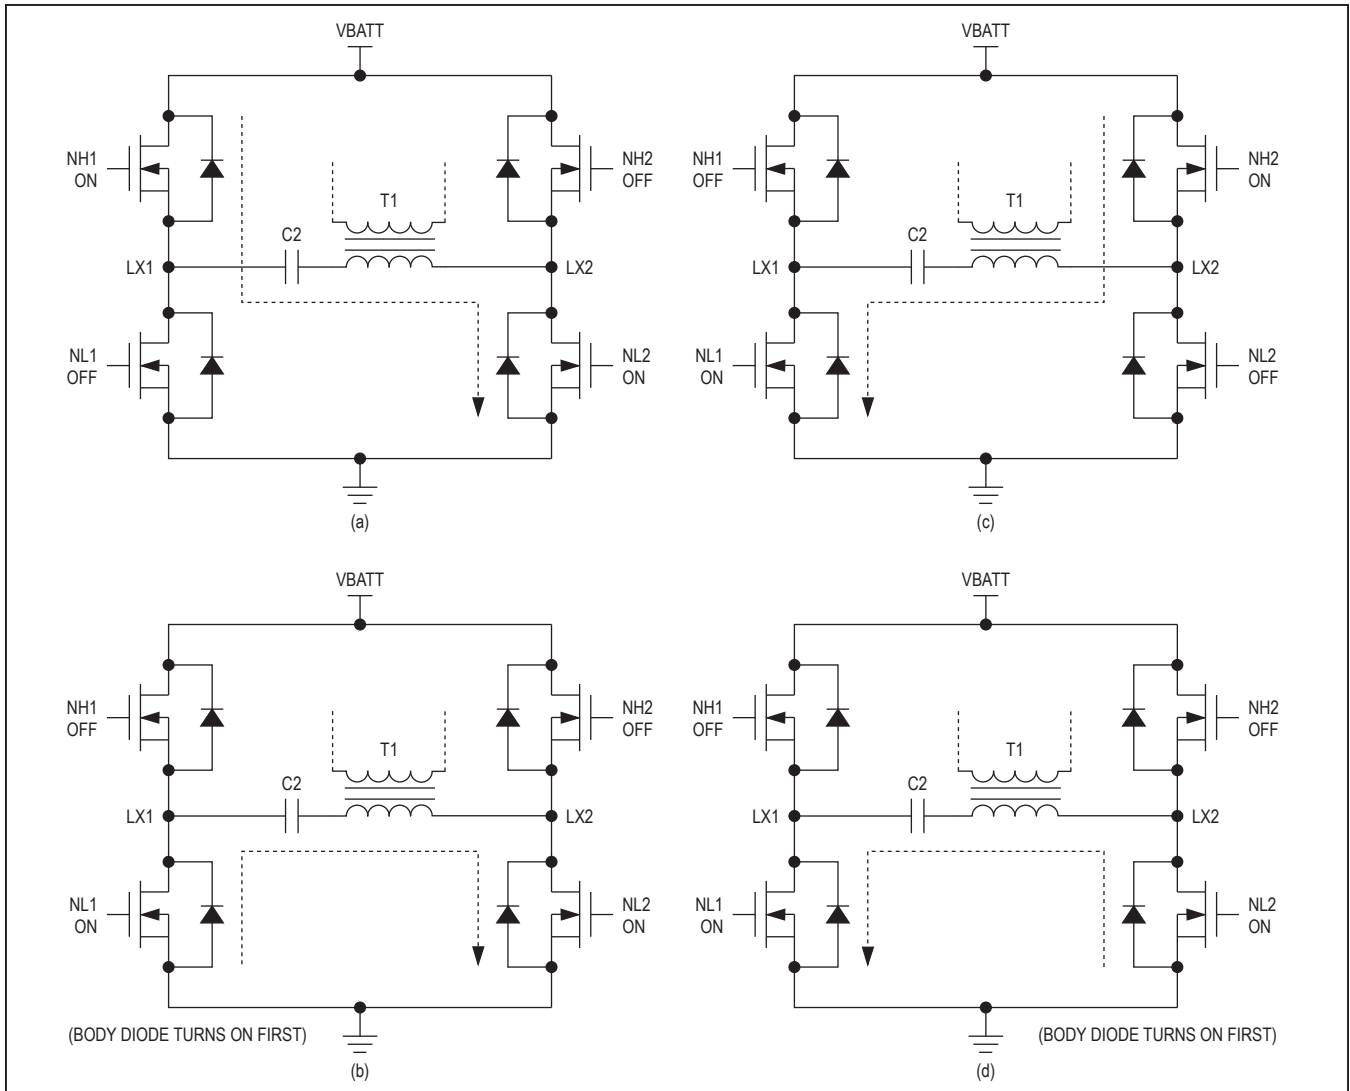 VBATT
NH1
ON
NH2
OFF
T1
C2
LX1
LX2
NL1
OFF
NL2
ON
(a)
VBATT
NH1
OFF
NH2
ON
T1
C2
LX1
LX2
NL1
ON
NL2
OFF
(c)
VBATT
NH1
OFF
NH2
OFF
T1
C2
LX1
LX2
NL1
ON
NL2
ON
(BODY DIODE TURNS ON FIRST)
(b)
VBATT
NH1
OFF
NH2
OFF
T1
C2
LX1
LX2
NL1
ON
NL2
ON
(BODY DIODE TURNS ON FIRST)
(d)